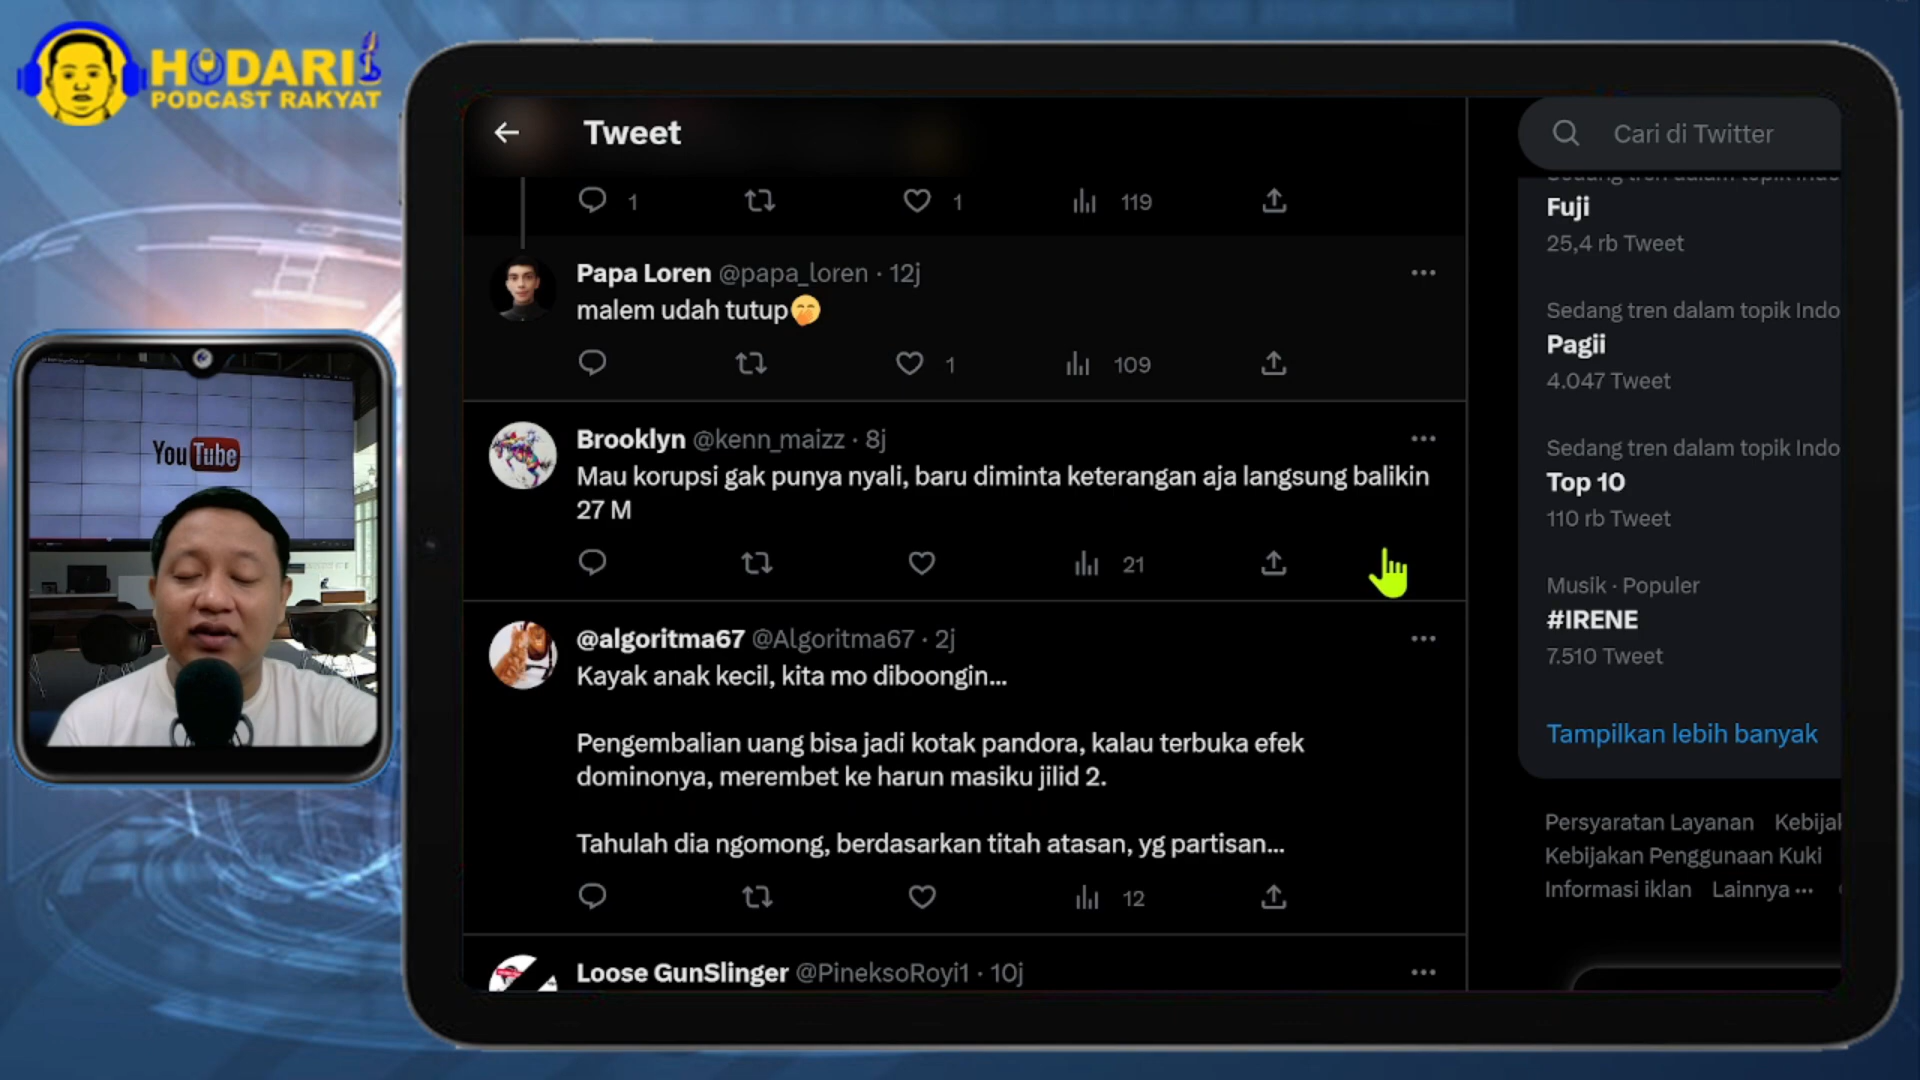 HODARI
PODCAST RAKYAT
YouTube
Tweet
1
1
119
Papa Loren @papa_loren · 12j
malem udah tutup🤭
1
109
Brooklyn @kenn_maizz · 8j
Mau korupsi gak punya nyali, baru diminta keterangan aja langsung balikin
27 M
21
@algoritma67 @Algoritma67 · 2j
Kayak anak kecil, kita mo diboongin...
Pengembalian uang bisa jadi kotak pandora, kalau terbuka efek
dominonya, merembet ke harun masiku jilid 2.
Tahulah dia ngomong, berdasarkan titah atasan, yg partisan...
12
Loose GunSlinger @PineksoRoyi1 · 10j
Cari di Twitter
Sedang tren dalam topik Indo
Fuji
25,4 rb Tweet
Sedang tren dalam topik Indo
Pagii
4.047 Tweet
Sedang tren dalam topik Indo
Top 10
110 rb Tweet
Musik · Populer
#IRENE
7.510 Tweet
Tampilkan lebih banyak
Persyaratan Layanan Kebijak
Kebijakan Penggunaan Kuki
Informasi iklan Lainnya ···